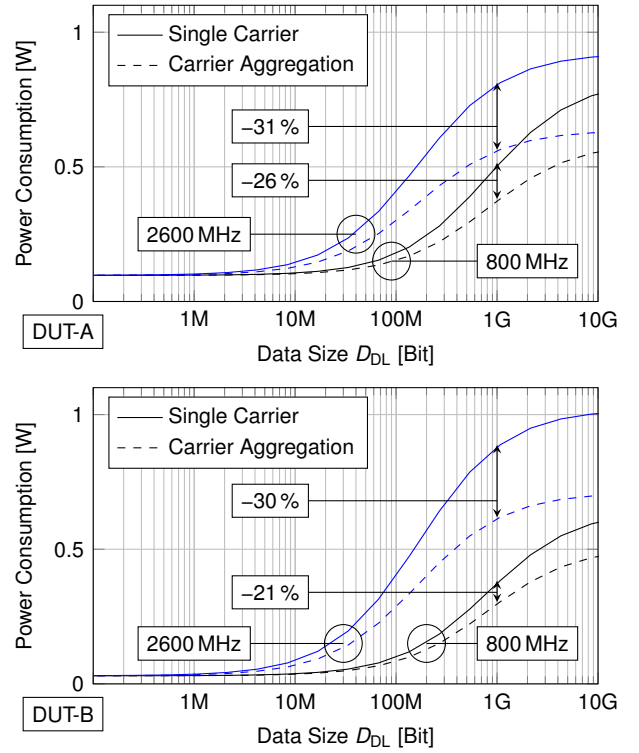 1
Single Carrier
Carrier Aggregation
−31 %
0.5
−26 %
2600 MHz
800 MHz
0
Power Consumption [W]
1M 10M 100M 1G 10G
DUT-A
Data Size DDL [Bit]
1
Single Carrier
Carrier Aggregation
−30 %
0.5
−21 %
2600 MHz
800 MHz
0
Power Consumption [W]
1M 10M 100M 1G 10G
DUT-B
Data Size DDL [Bit]